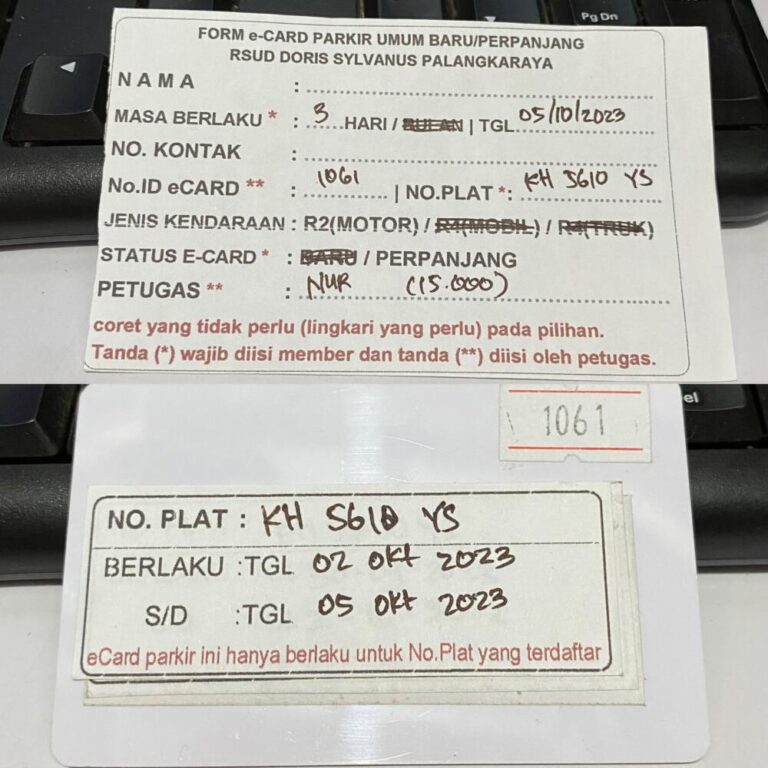 Pg Dn
FORM e-CARD PARKIR UMUM BARU/PERPANJANG
RSUD DORIS SYLVANUS PALANGKARAYA
NAMA :
MASA BERLAKU * : 3 HARI / BULAN | TGL 05/10/2023
NO. KONTAK :
No.ID eCARD ** : 1061 | NO.PLAT *: KH 5610 YS
JENIS KENDARAAN : R2(MOTOR) / R4(MOBIL) / R4(TRUK)
STATUS E-CARD * : BARU / PERPANJANG
PETUGAS ** : NUR (15.000)
coret yang tidak perlu (lingkari yang perlu) pada pilihan.
Tanda (*) wajib diisi member dan tanda (**) diisi oleh petugas.
el
1061
NO. PLAT : KH 5610 YS
BERLAKU :TGL 02 Okt 2023
S/D :TGL 05 Okt 2023
eCard parkir ini hanya berlaku untuk No.Plat yang terdaftar